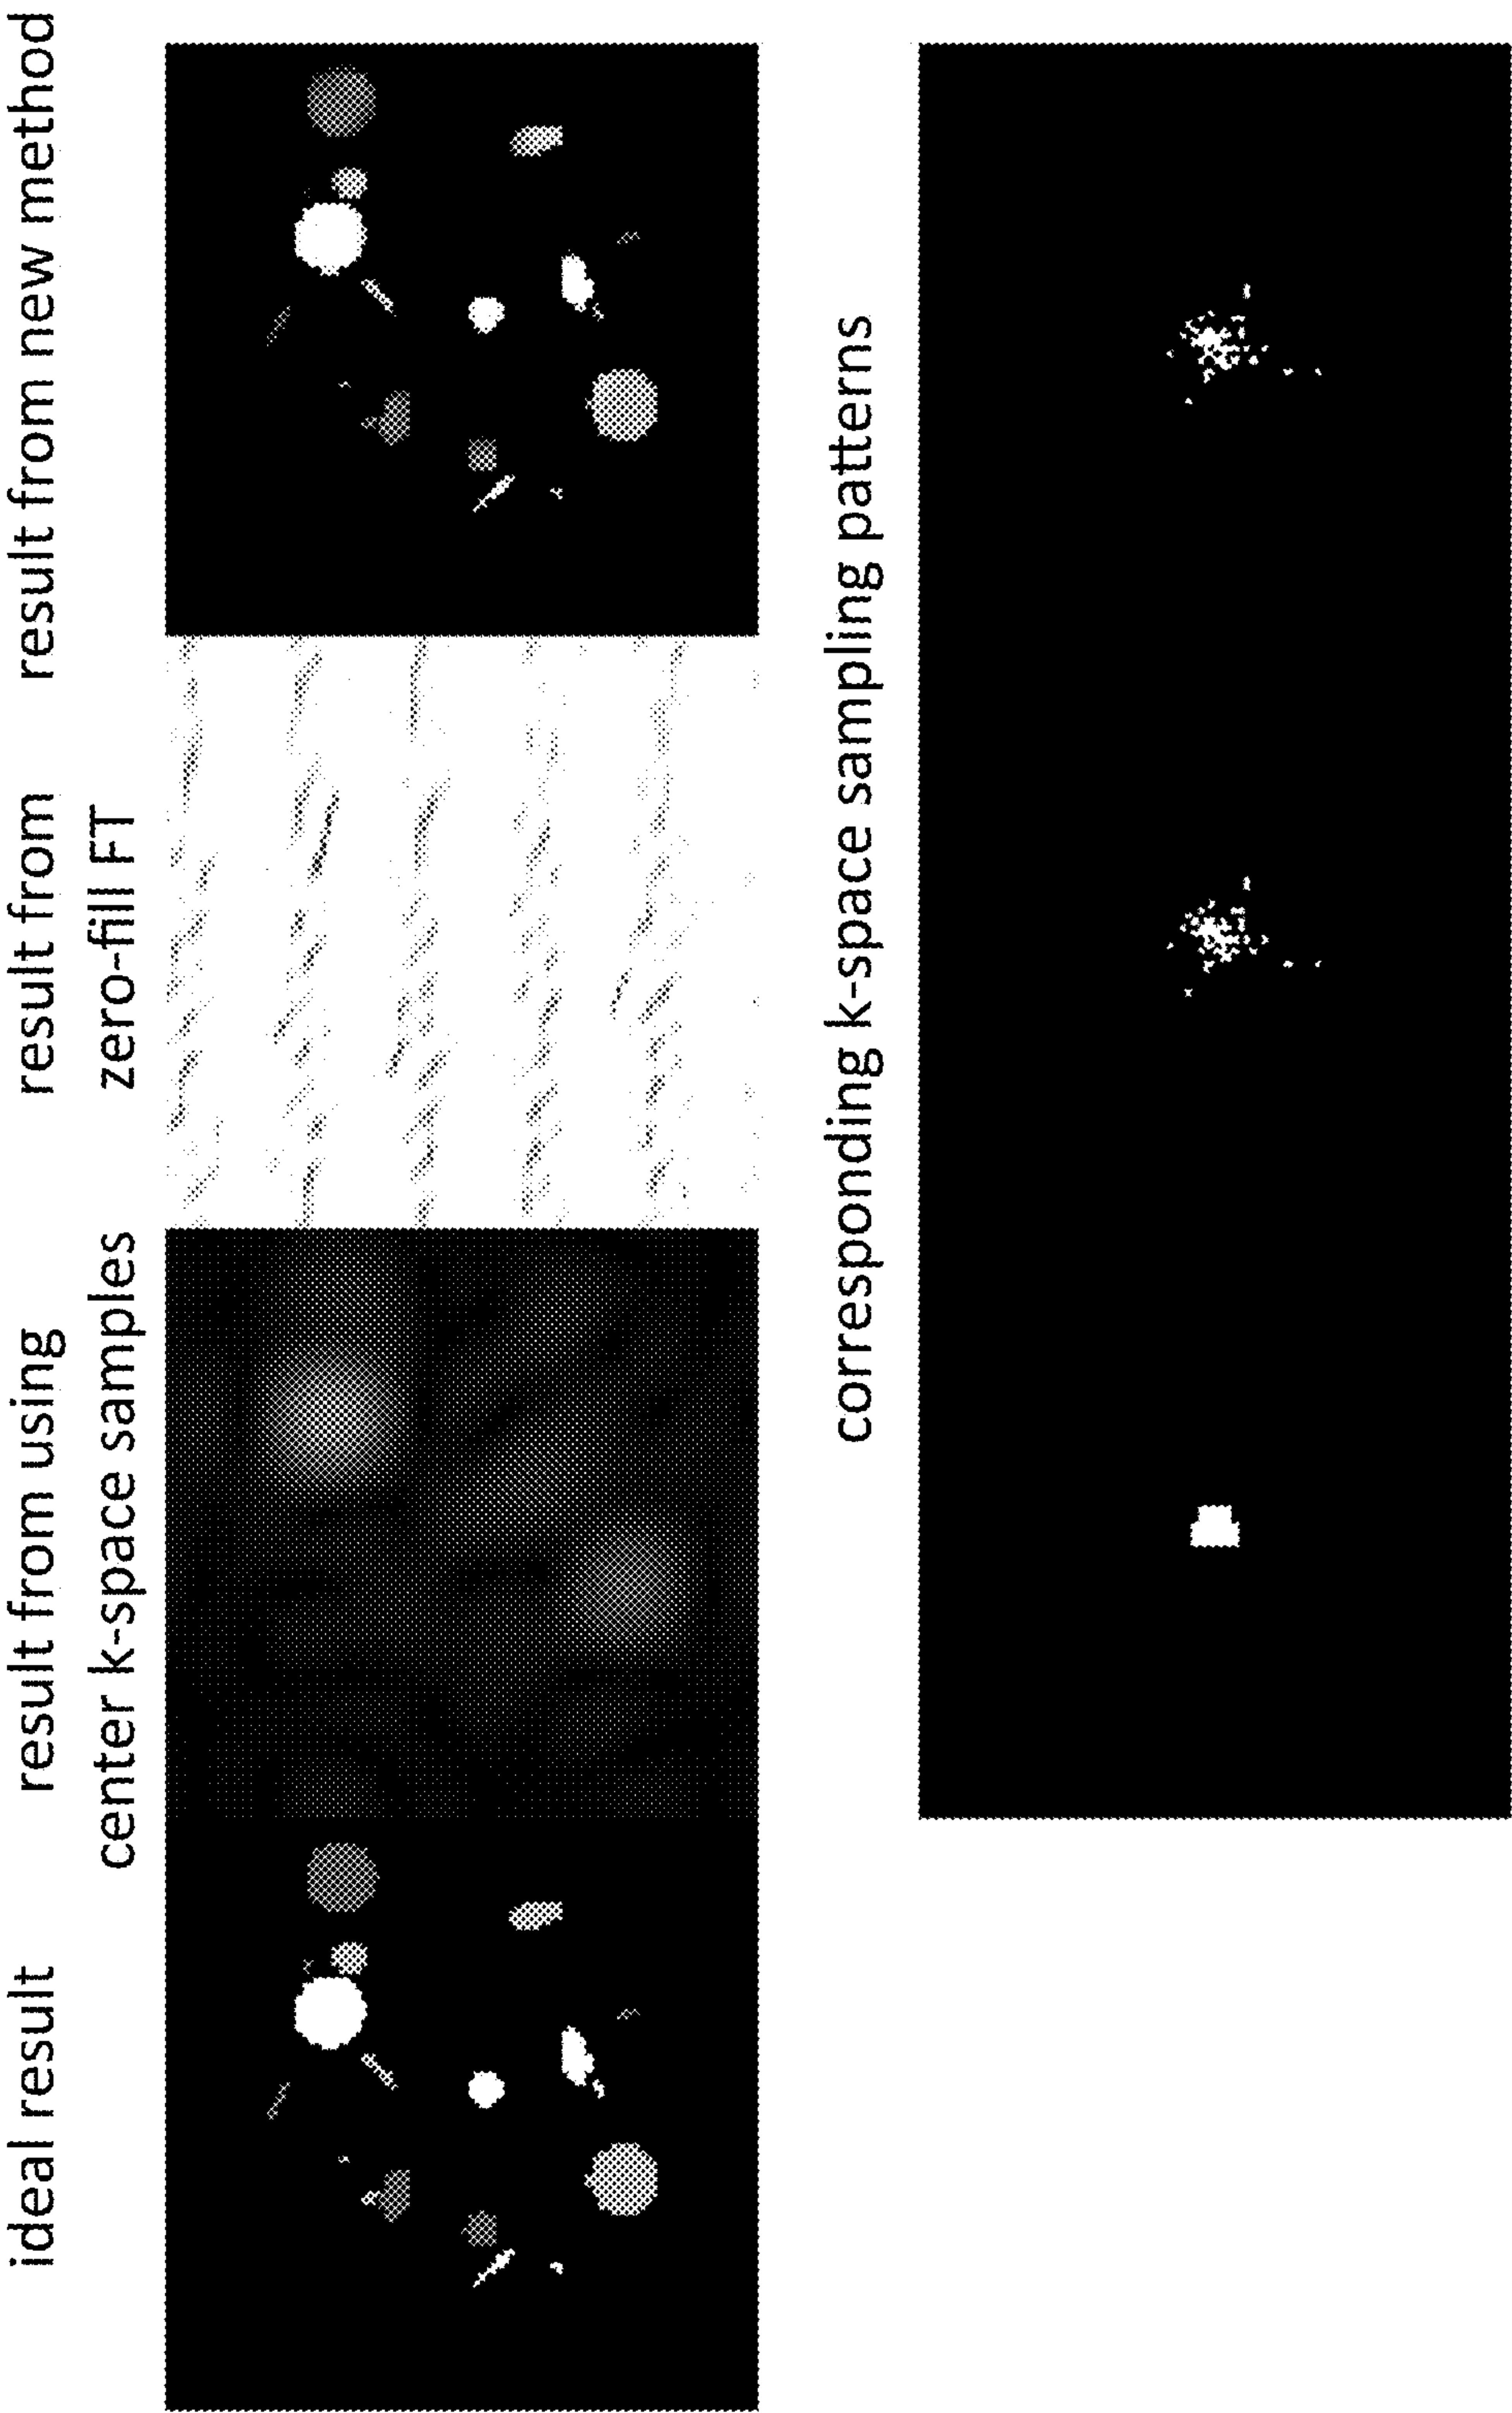 ideal result
result from using
center k-space samples
result from
zero-fill FT
result from new method
corresponding k-space sampling patterns